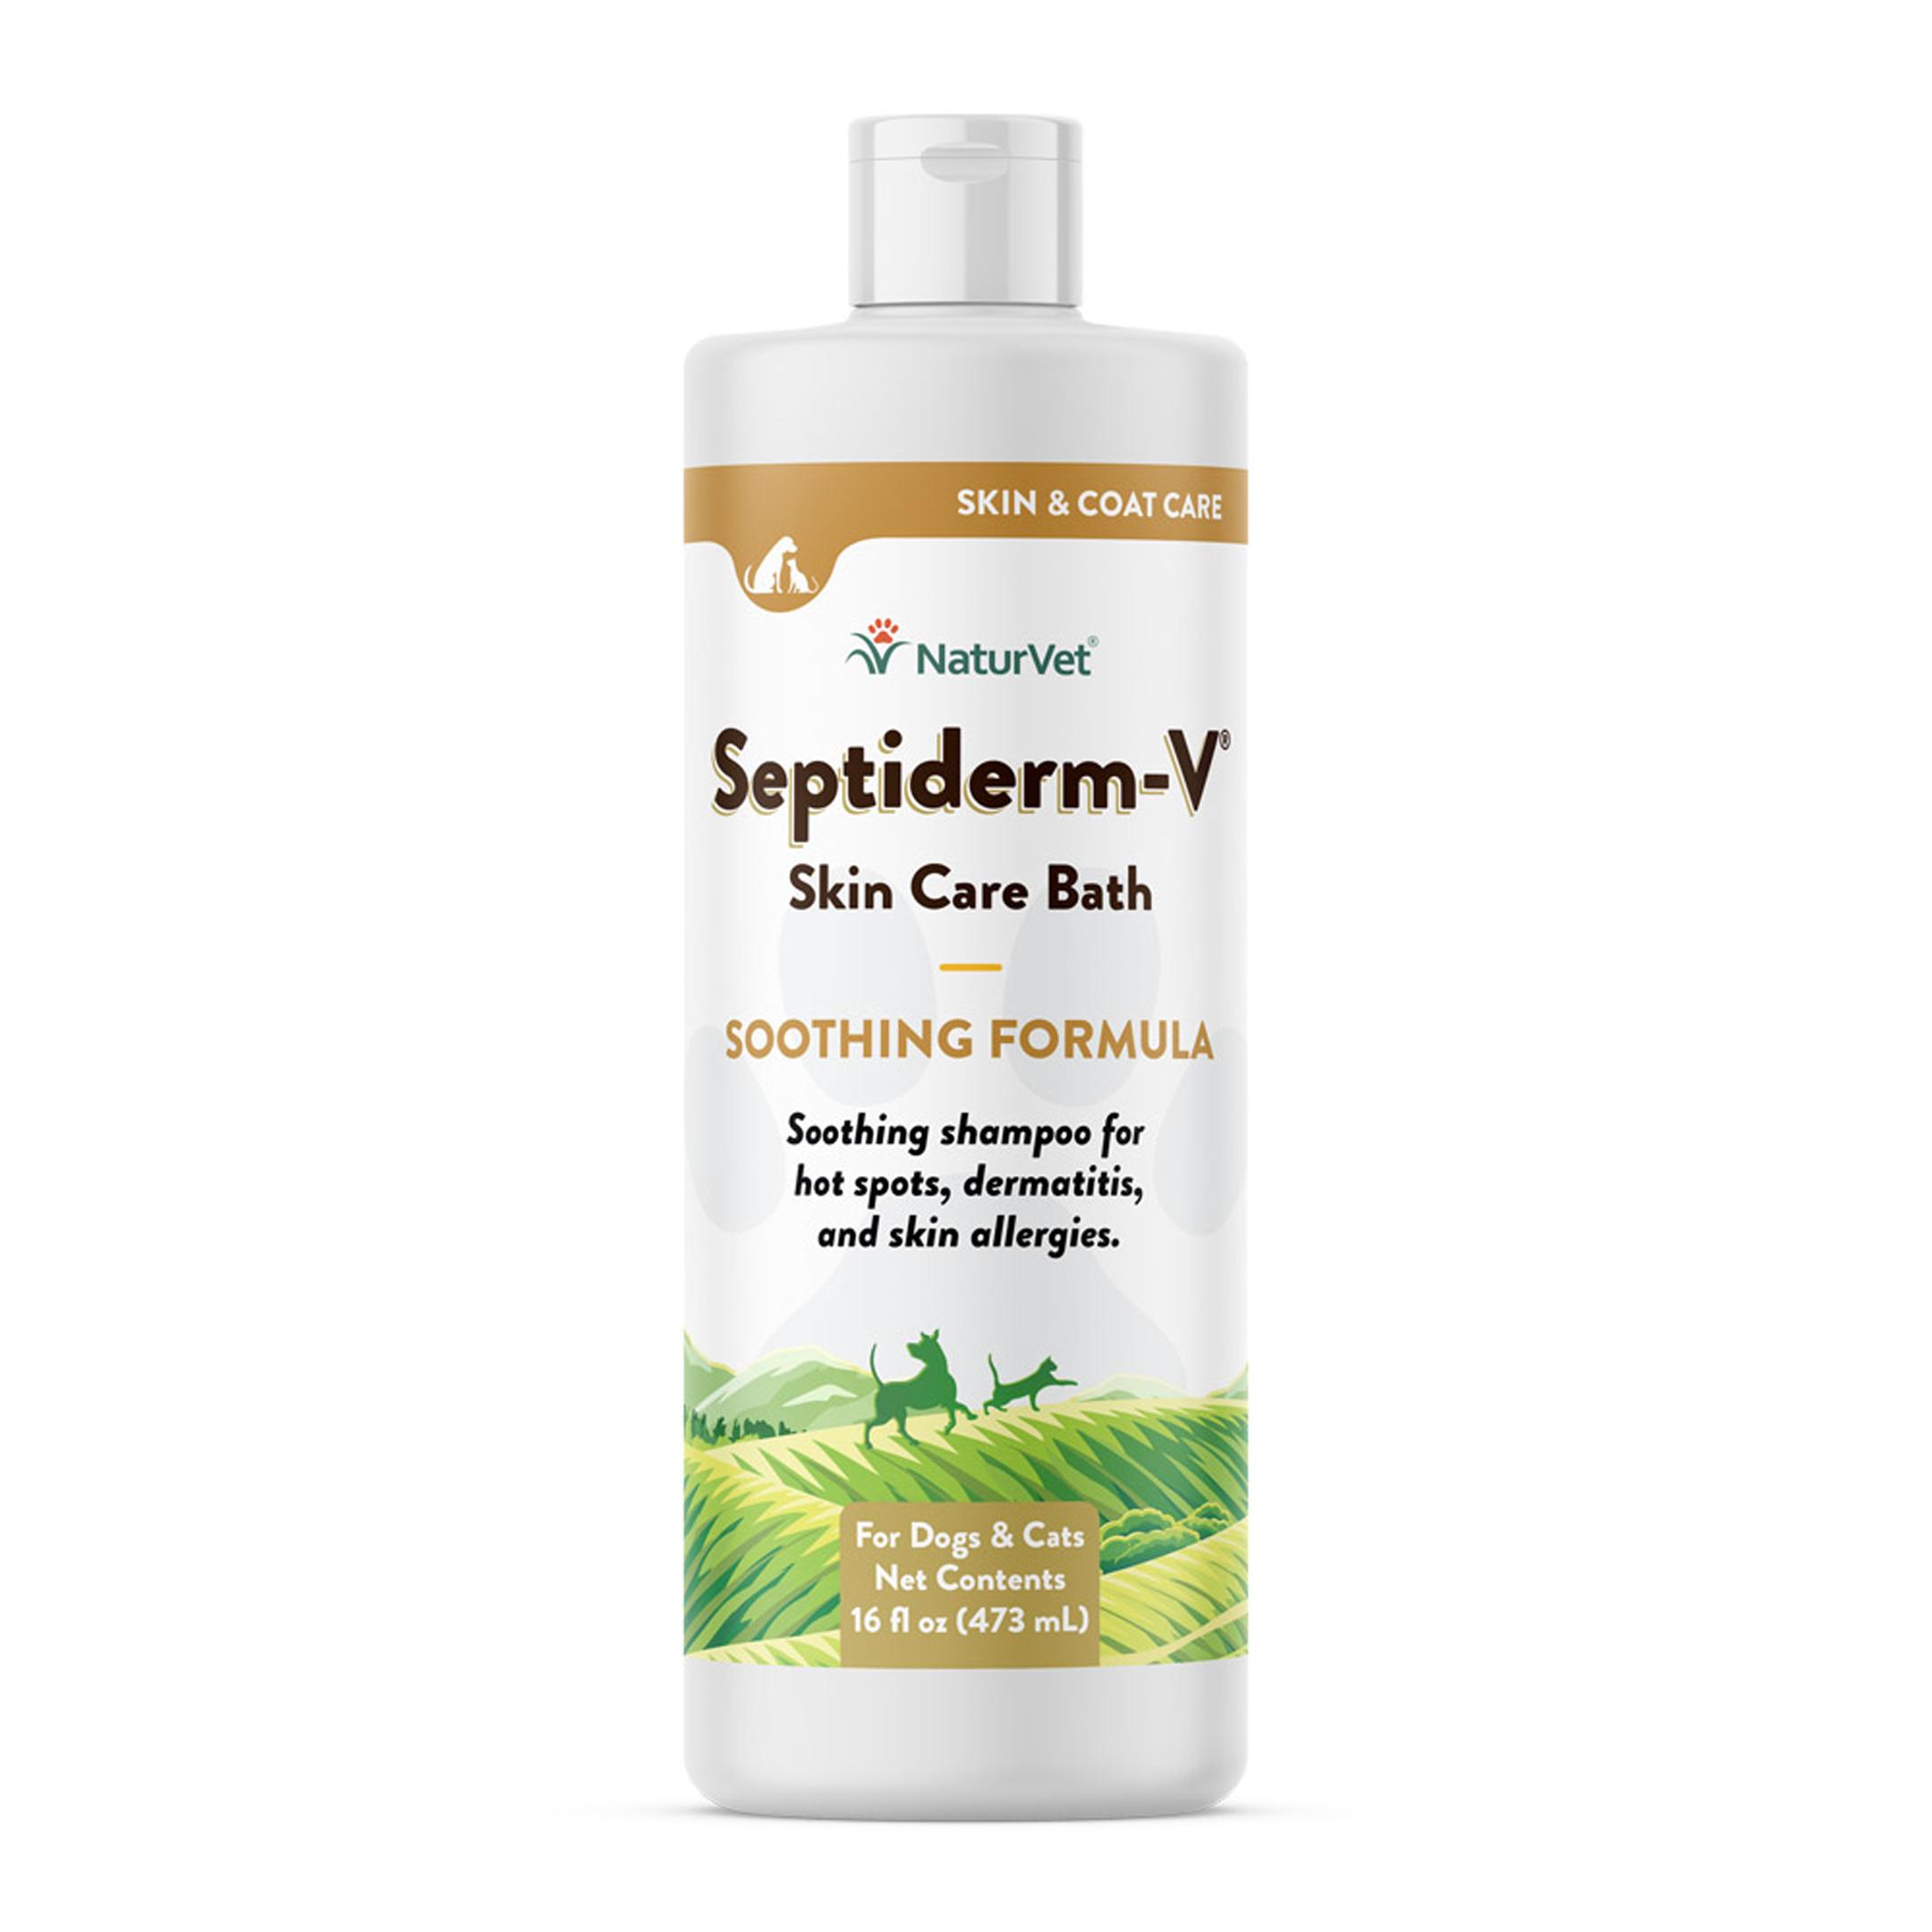 SKIN & COAT CARE
NaturVet®
Septiderm-V®
Skin Care Bath
SOOTHING FORMULA
Soothing shampoo for
hot spots, dermatitis,
and skin allergies.
For Dogs & Cats
Net Contents
16 fl oz (473 mL)